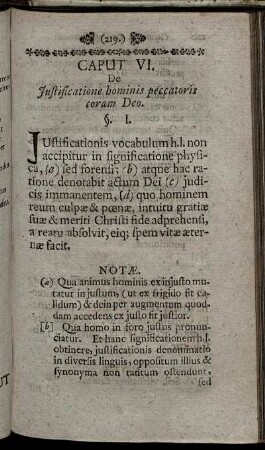 (219.)
CAPUT VI.
De
Justificatione hominis peccatoris
coram Deo.
§. I.
JUstificationis vocabulum h.l. non
accipitur in significatione physi-
ca, (a) sed forensi; (b) atque hac ra-
tione denotabit actum Dei (c) judi-
cis immanentem, (d) quo hominem
reum culpæ & pœnæ, intuitu gratiæ
suæ & meriti Christi fide adprehensi,
a reatu absolvit, eiq; spem vitæ æter-
næ facit.
NOTÆ.
(a) Qua animus hominis ex injusto mu-
tatur in justum, (ut ex frigido fit ca-
lidum) & dein per augmentum quod-
dam accedens ex justo fit justior.
[b] Qua homo in foro justus pronun-
ciatur. Et hanc significationem h.l.
obtinere, justificationis denominatio
in diversis linguis, oppositum illius &
synonyma non tantum ostendunt,
sed